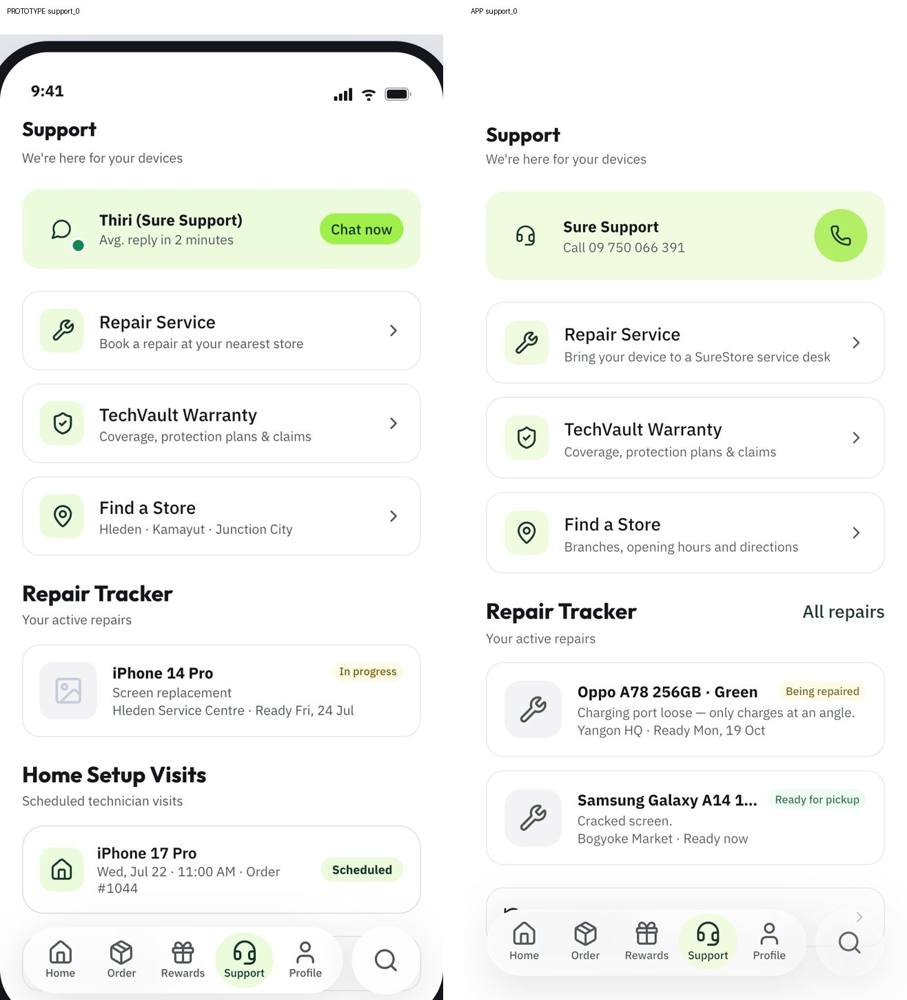 PROTOTYPE support_0
9:41
Support
We're here for your devices
Thiri (Sure Support)
Avg. reply in 2 minutes
Chat now
Repair Service
Book a repair at your nearest store
TechVault Warranty
Coverage, protection plans & claims
Find a Store
Hleden · Kamayut · Junction City
Repair Tracker
Your active repairs
iPhone 14 Pro
In progress
Screen replacement
Hleden Service Centre · Ready Fri, 24 Jul
Home Setup Visits
Scheduled technician visits
iPhone 17 Pro
Wed, Jul 22 · 11:00 AM · Order
#1044
Scheduled
Home
Order
Rewards
Support
Profile
APP support_0
Support
We're here for your devices
Sure Support
Call 09 750 066 391
Repair Service
Bring your device to a SureStore service desk
TechVault Warranty
Coverage, protection plans & claims
Find a Store
Branches, opening hours and directions
Repair Tracker
All repairs
Your active repairs
Oppo A78 256GB · Green
Being repaired
Charging port loose — only charges at an angle.
Yangon HQ · Ready Mon, 19 Oct
Samsung Galaxy A14 1...
Ready for pickup
Cracked screen.
Bogyoke Market · Ready now
Home
Order
Rewards
Support
Profile